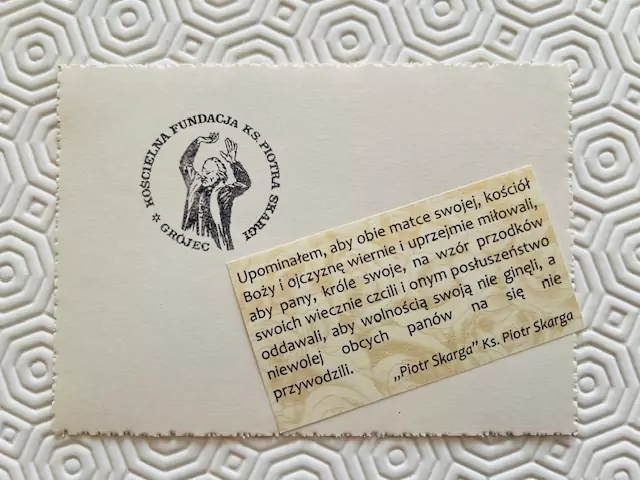 KOŚCIELNA FUNDACJA KS. PIOTRA SKARGI
GRÓJEC
Upominałem, aby obie matce swojej, kościół
Boży i ojczyznę wiernie i uprzejmie miłowali,
aby pany, króle swoje, na wzór przodków
swoich wiecznie czcili i onym posłuszeństwo
oddawali, aby wolnością swoją nie ginęli, a
niewolej obcych panów na się nie
przywodzili.
„Piotr Skarga” Ks. Piotr Skarga